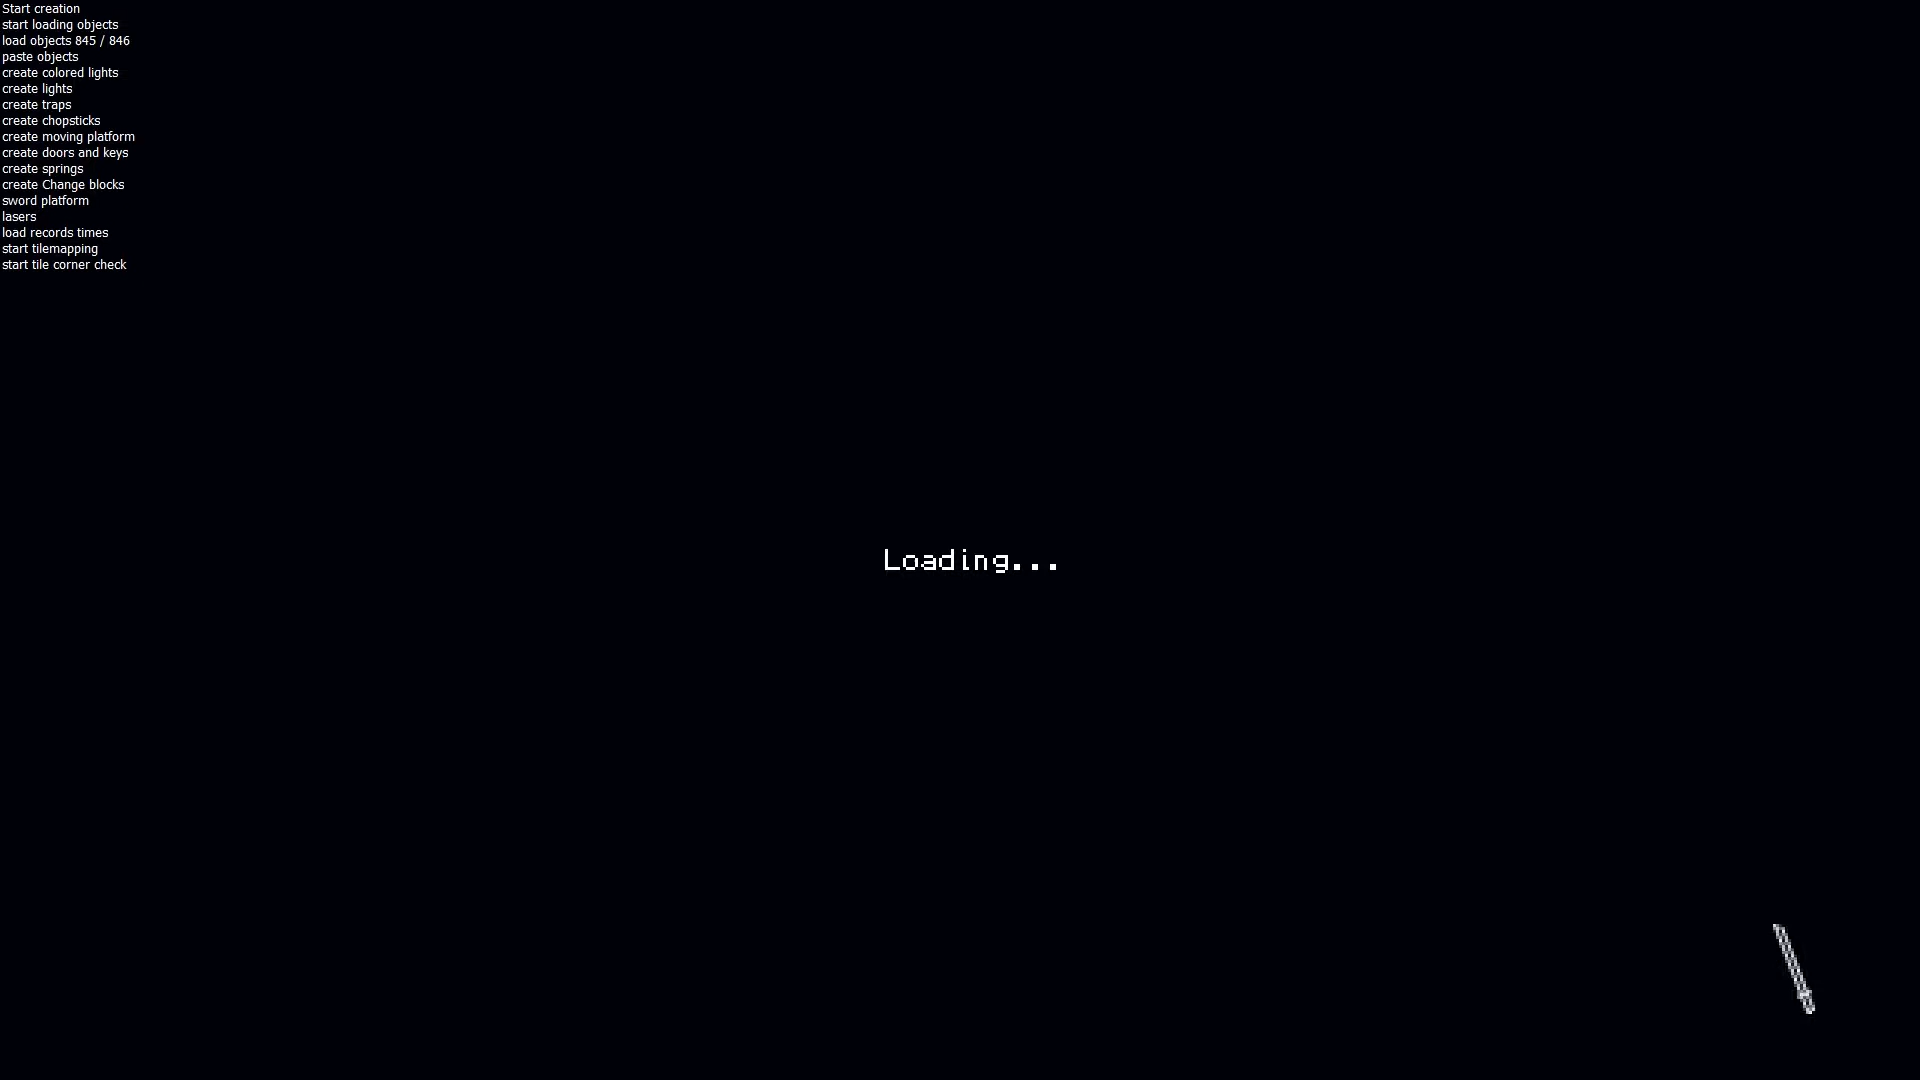 Start creation
start loading objects
load objects 845 / 846
paste objects
create colored lights
create lights
create traps
create chopsticks
create moving platform
create doors and keys
create springs
create Change blocks
sword platform
lasers
load records times
start tilemapping
start tile corner check
Loading...